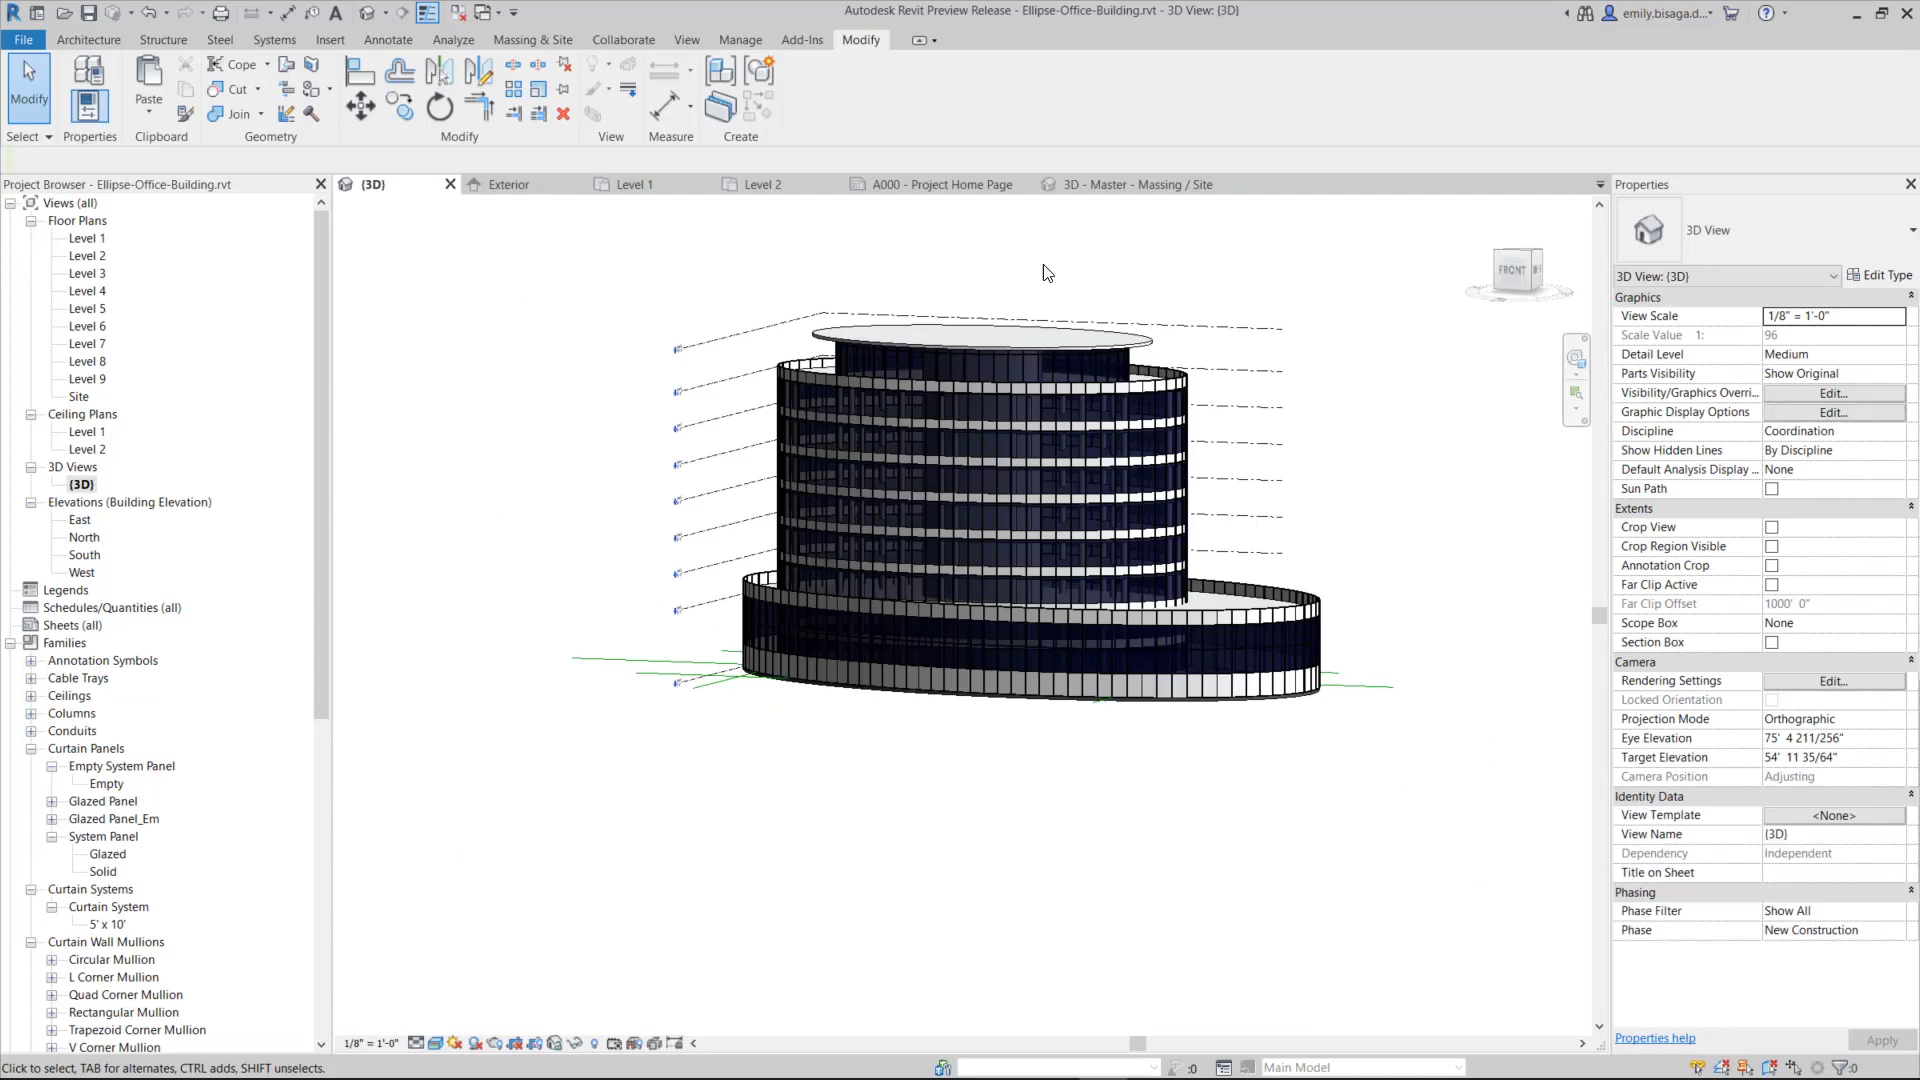 Autodesk Revit Preview Release - Ellipse-Office-Building.rvt - 3D View: {3D}
emily.bisaga.d...
File Architecture Structure Steel Systems Insert Annotate Analyze Massing & Site Collaborate View Manage Add-Ins Modify
Modify Paste Cope Cut Join
Select Properties Clipboard Geometry Modify View Measure Create
Project Browser - Ellipse-Office-Building.rvt
{3D} Exterior Level 1 Level 2 A000 - Project Home Page 3D - Master - Massing / Site
Views (all)
Floor Plans
Level 1
Level 2
Level 3
Level 4
Level 5
Level 6
Level 7
Level 8
Level 9
Site
Ceiling Plans
Level 1
Level 2
3D Views
{3D}
Elevations (Building Elevation)
East
North
South
West
Legends
Schedules/Quantities (all)
Sheets (all)
Families
Annotation Symbols
Cable Trays
Ceilings
Columns
Conduits
Curtain Panels
Empty System Panel
Empty
Glazed Panel
Glazed Panel_Em
System Panel
Glazed
Solid
Curtain Systems
Curtain System
5' x 10'
Curtain Wall Mullions
Circular Mullion
L Corner Mullion
Quad Corner Mullion
Rectangular Mullion
Trapezoid Corner Mullion
V Corner Mullion
FRONT
Properties
3D View
3D View: {3D} Edit Type
Graphics
View Scale 1/8" = 1'-0"
Scale Value 1: 96
Detail Level Medium
Parts Visibility Show Original
Visibility/Graphics Overri... Edit...
Graphic Display Options Edit...
Discipline Coordination
Show Hidden Lines By Discipline
Default Analysis Display ... None
Sun Path
Extents
Crop View
Crop Region Visible
Annotation Crop
Far Clip Active
Far Clip Offset 1000' 0"
Scope Box None
Section Box
Camera
Rendering Settings Edit...
Locked Orientation
Projection Mode Orthographic
Eye Elevation 75' 4 211/256"
Target Elevation 54' 11 35/64"
Camera Position Adjusting
Identity Data
View Template <None>
View Name {3D}
Dependency Independent
Title on Sheet
Phasing
Phase Filter Show All
Phase New Construction
Properties help Apply
1/8" = 1'-0"
Click to select, TAB for alternates, CTRL adds, SHIFT unselects. :0 Main Model :0